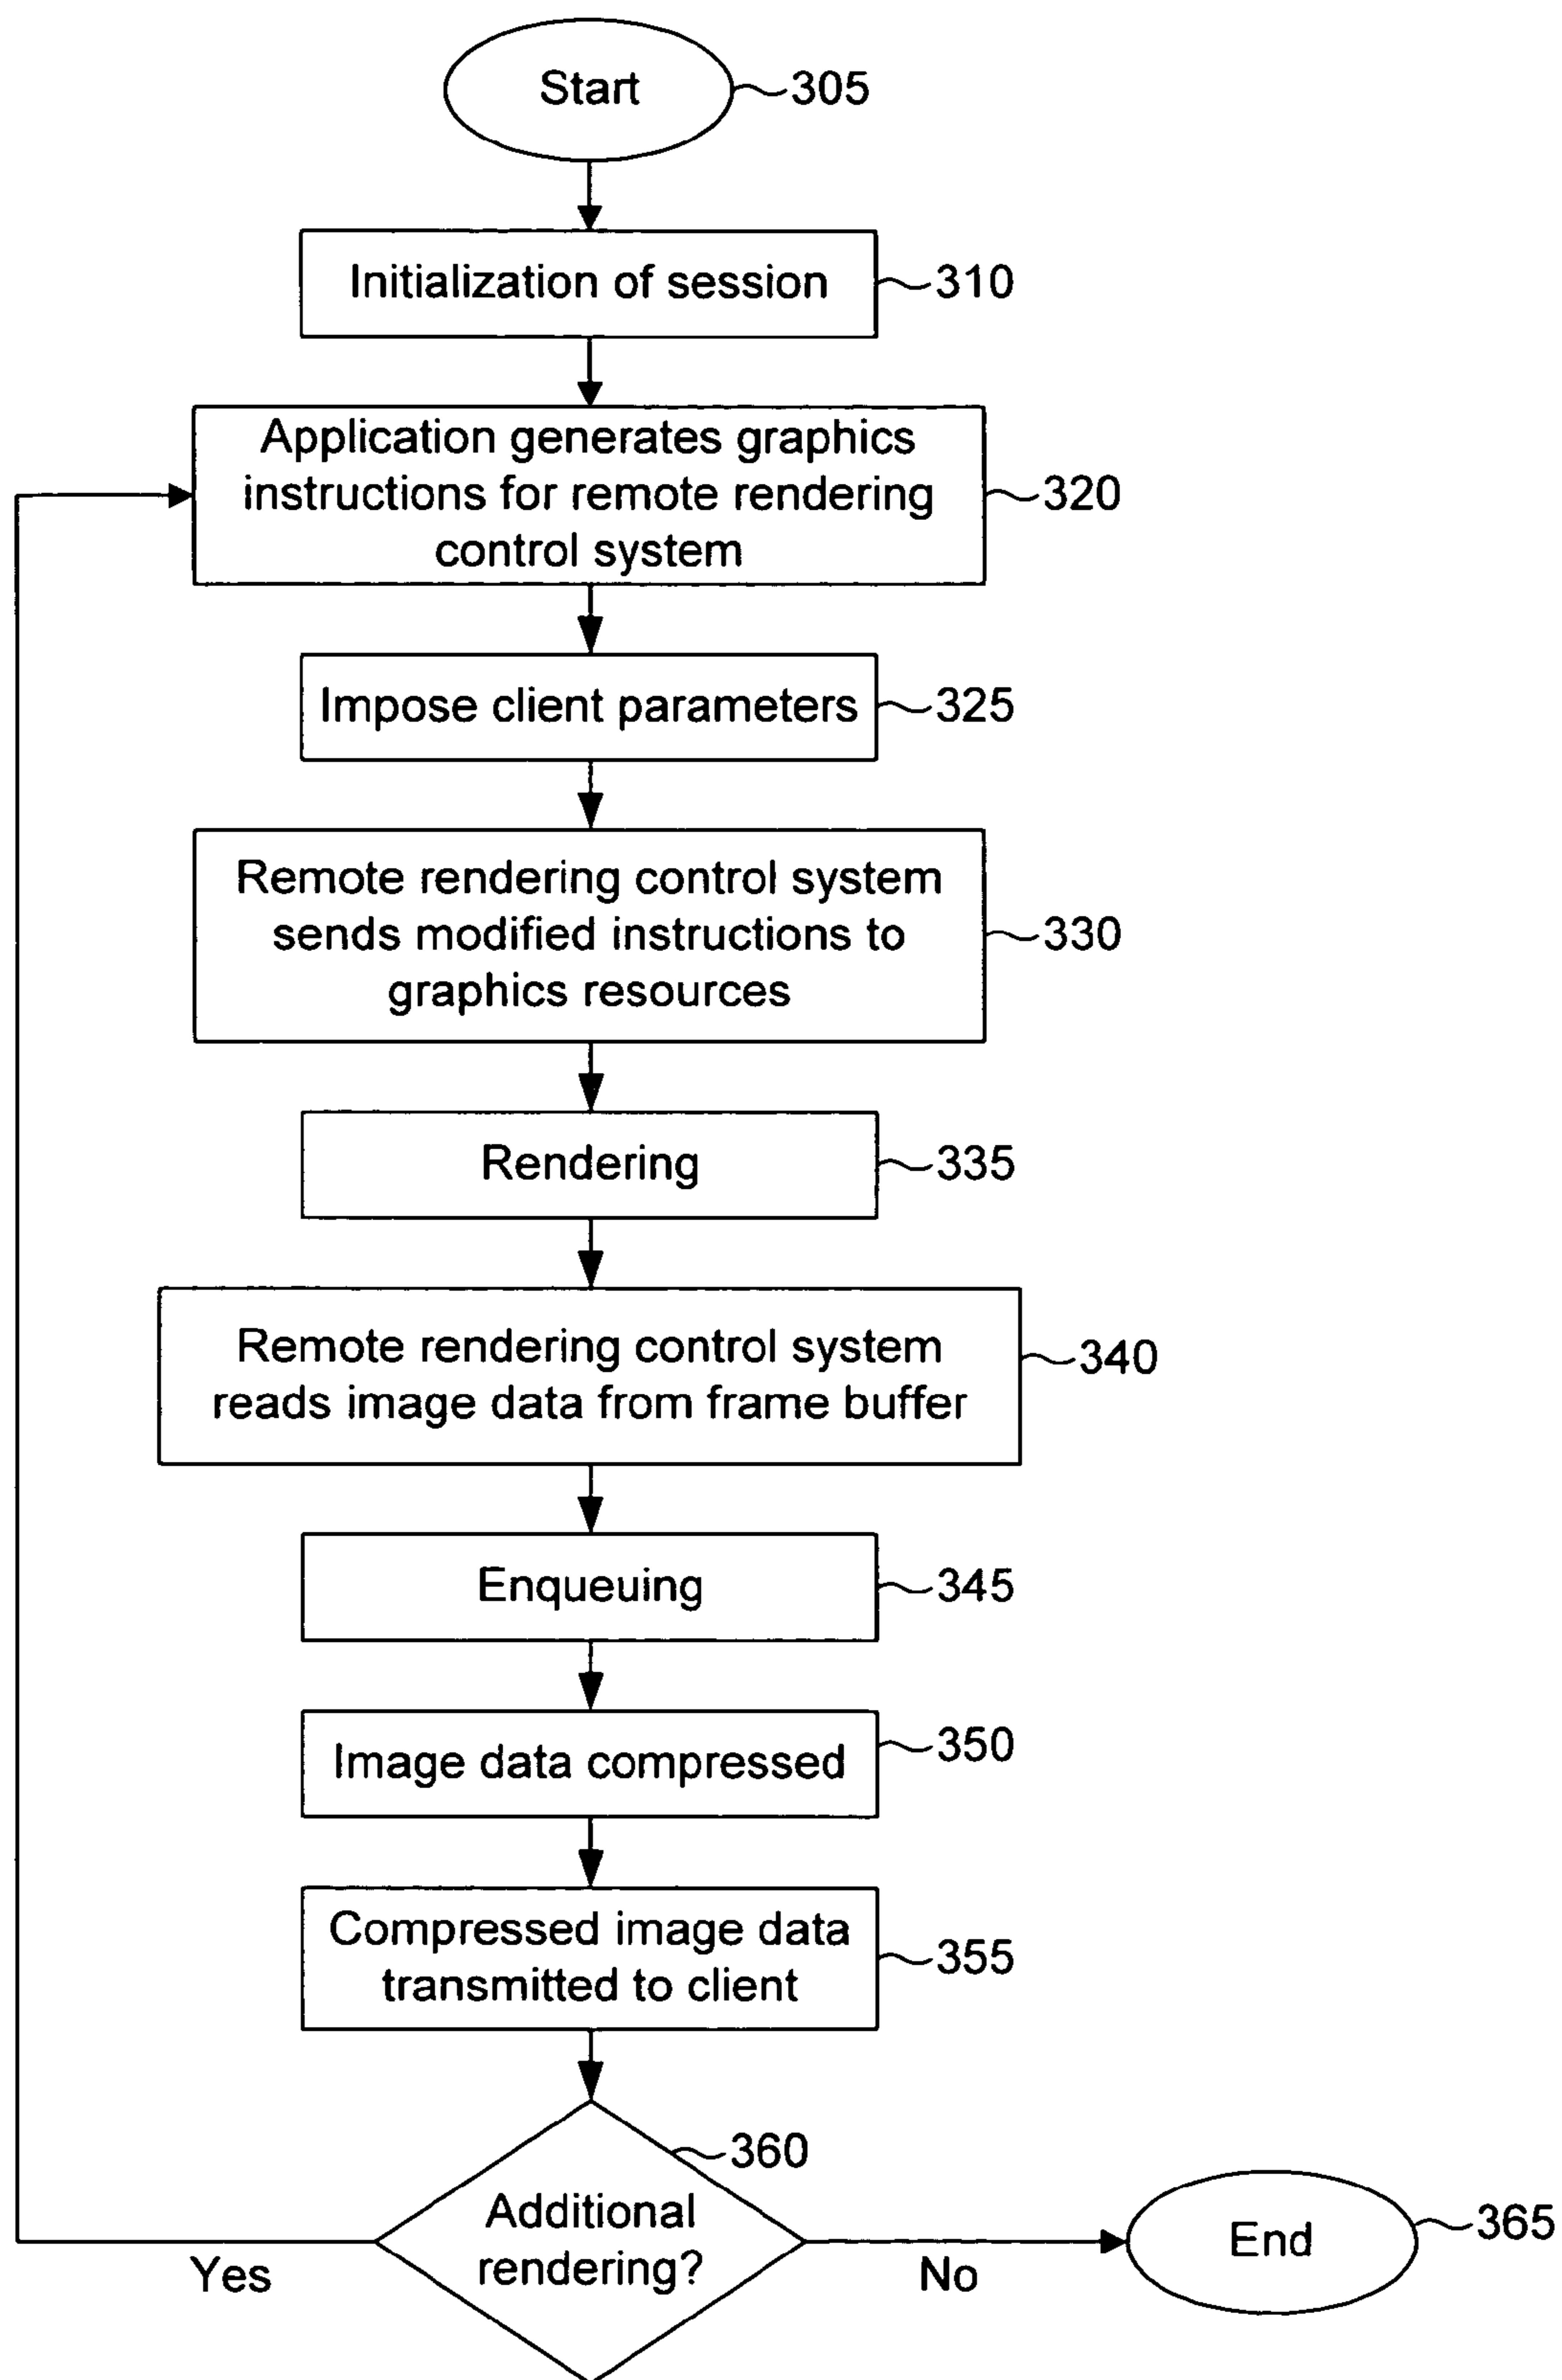 Start
305
Initialization of session
310
Application generates graphics
instructions for remote rendering
control system
320
Impose client parameters
325
Remote rendering control system
sends modified instructions to
graphics resources
330
Rendering
335
Remote rendering control system
reads image data from frame buffer
340
Enqueuing
345
Image data compressed
350
Compressed image data
transmitted to client
355
360
Additional
rendering?
Yes
No
End
365